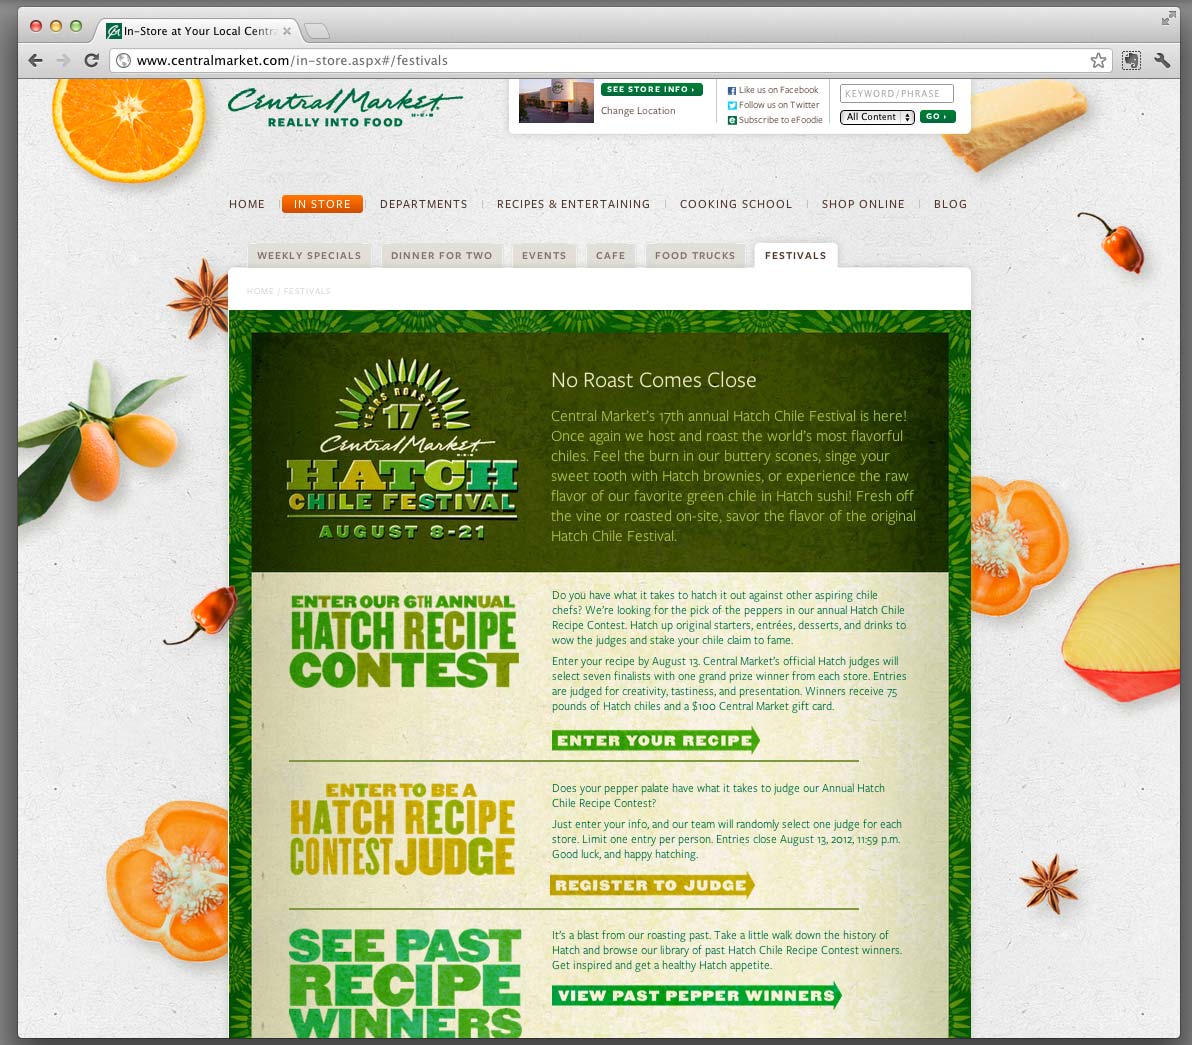 In-Store at Your Local Centra
www.centralmarket.com/in-store.aspx#/festivals
Central Market
H-E-B
REALLY INTO FOOD
SEE STORE INFO
Change Location
Like us on Facebook
Follow us on Twitter
Subscribe to eFoodie
KEYWORD/PHRASE
All Content
GO
HOME
IN STORE
DEPARTMENTS
RECIPES & ENTERTAINING
COOKING SCHOOL
SHOP ONLINE
BLOG
WEEKLY SPECIALS
DINNER FOR TWO
EVENTS
CAFE
FOOD TRUCKS
FESTIVALS
HOME / FESTIVALS
YEARS ROASTING
17
Central Market
HATCH
CHILE FESTIVAL
AUGUST 8-21
No Roast Comes Close
Central Market's 17th annual Hatch Chile Festival is here!
Once again we host and roast the world's most flavorful
chiles. Feel the burn in our buttery scones, singe your
sweet tooth with Hatch brownies, or experience the raw
flavor of our favorite green chile in Hatch sushi! Fresh off
the vine or roasted on-site, savor the flavor of the original
Hatch Chile Festival.
ENTER OUR 6TH ANNUAL
HATCH RECIPE
CONTEST
Do you have what it takes to hatch it out against other aspiring chile
chefs? We're looking for the pick of the peppers in our annual Hatch Chile
Recipe Contest. Hatch up original starters, entrées, desserts, and drinks to
wow the judges and stake your chile claim to fame.
Enter your recipe by August 13. Central Market's official Hatch judges will
select seven finalists with one grand prize winner from each store. Entries
are judged for creativity, tastiness, and presentation. Winners receive 75
pounds of Hatch chiles and a $100 Central Market gift card.
ENTER YOUR RECIPE
ENTER TO BE A
HATCH RECIPE
CONTEST JUDGE
Does your pepper palate have what it takes to judge our Annual Hatch
Chile Recipe Contest?
Just enter your info, and our team will randomly select one judge for each
store. Limit one entry per person. Entries close August 13, 2012, 11:59 p.m.
Good luck, and happy hatching.
REGISTER TO JUDGE
SEE PAST
RECIPE
WINNERS
It's a blast from our roasting past. Take a little walk down the history of
Hatch and browse our library of past Hatch Chile Recipe Contest winners.
Get inspired and get a healthy Hatch appetite.
VIEW PAST PEPPER WINNERS